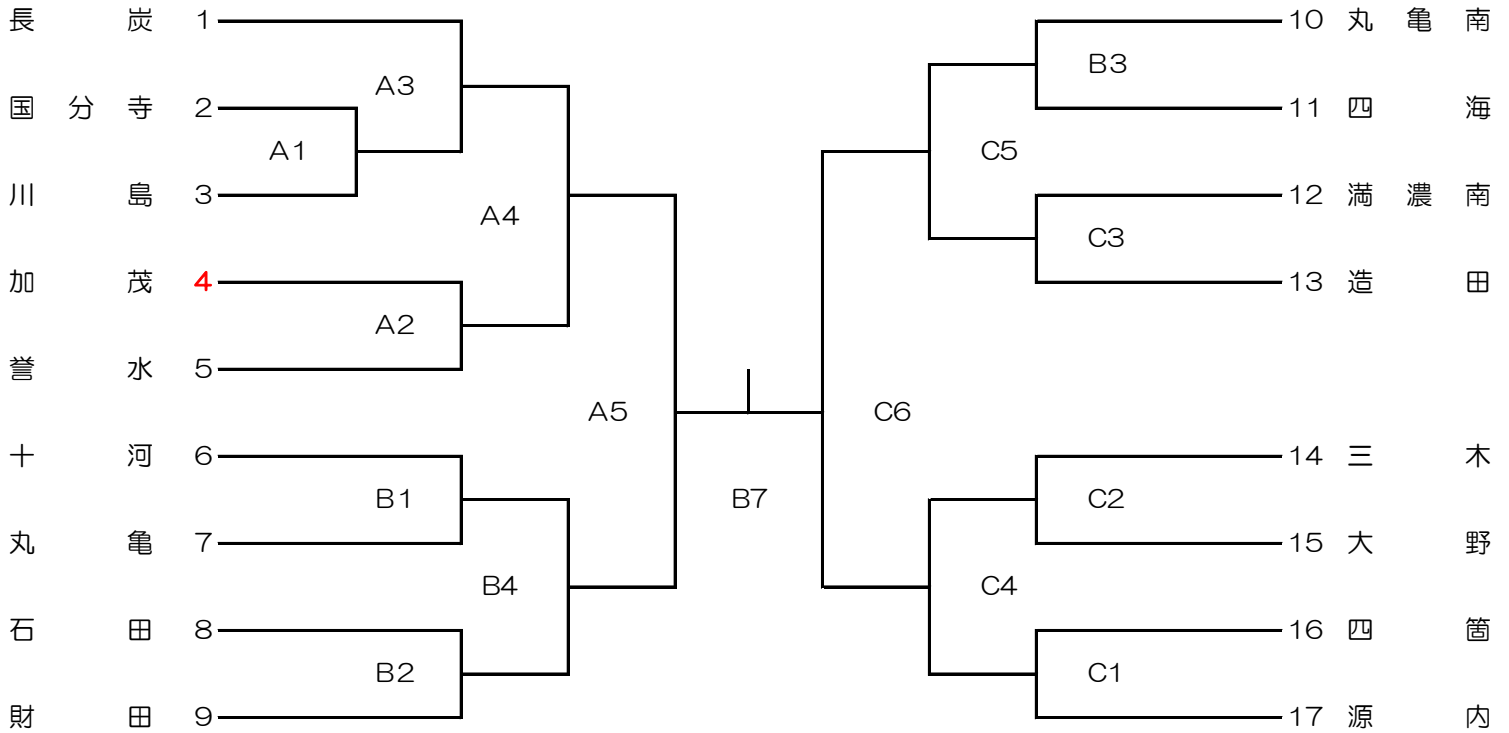 長炭 1
A3
国分寺 2
A1
川島 3
A4
加茂 4
A2
誉水 5
A5
十河 6
B1
丸亀 7
B4
石田 8
B2
財田 9
B7
10 丸亀南
B3
11 四海
C5
12 満濃南
C3
13 造田
C6
14 三木
C2
15 大野
C4
16 四箇
C1
17 源内